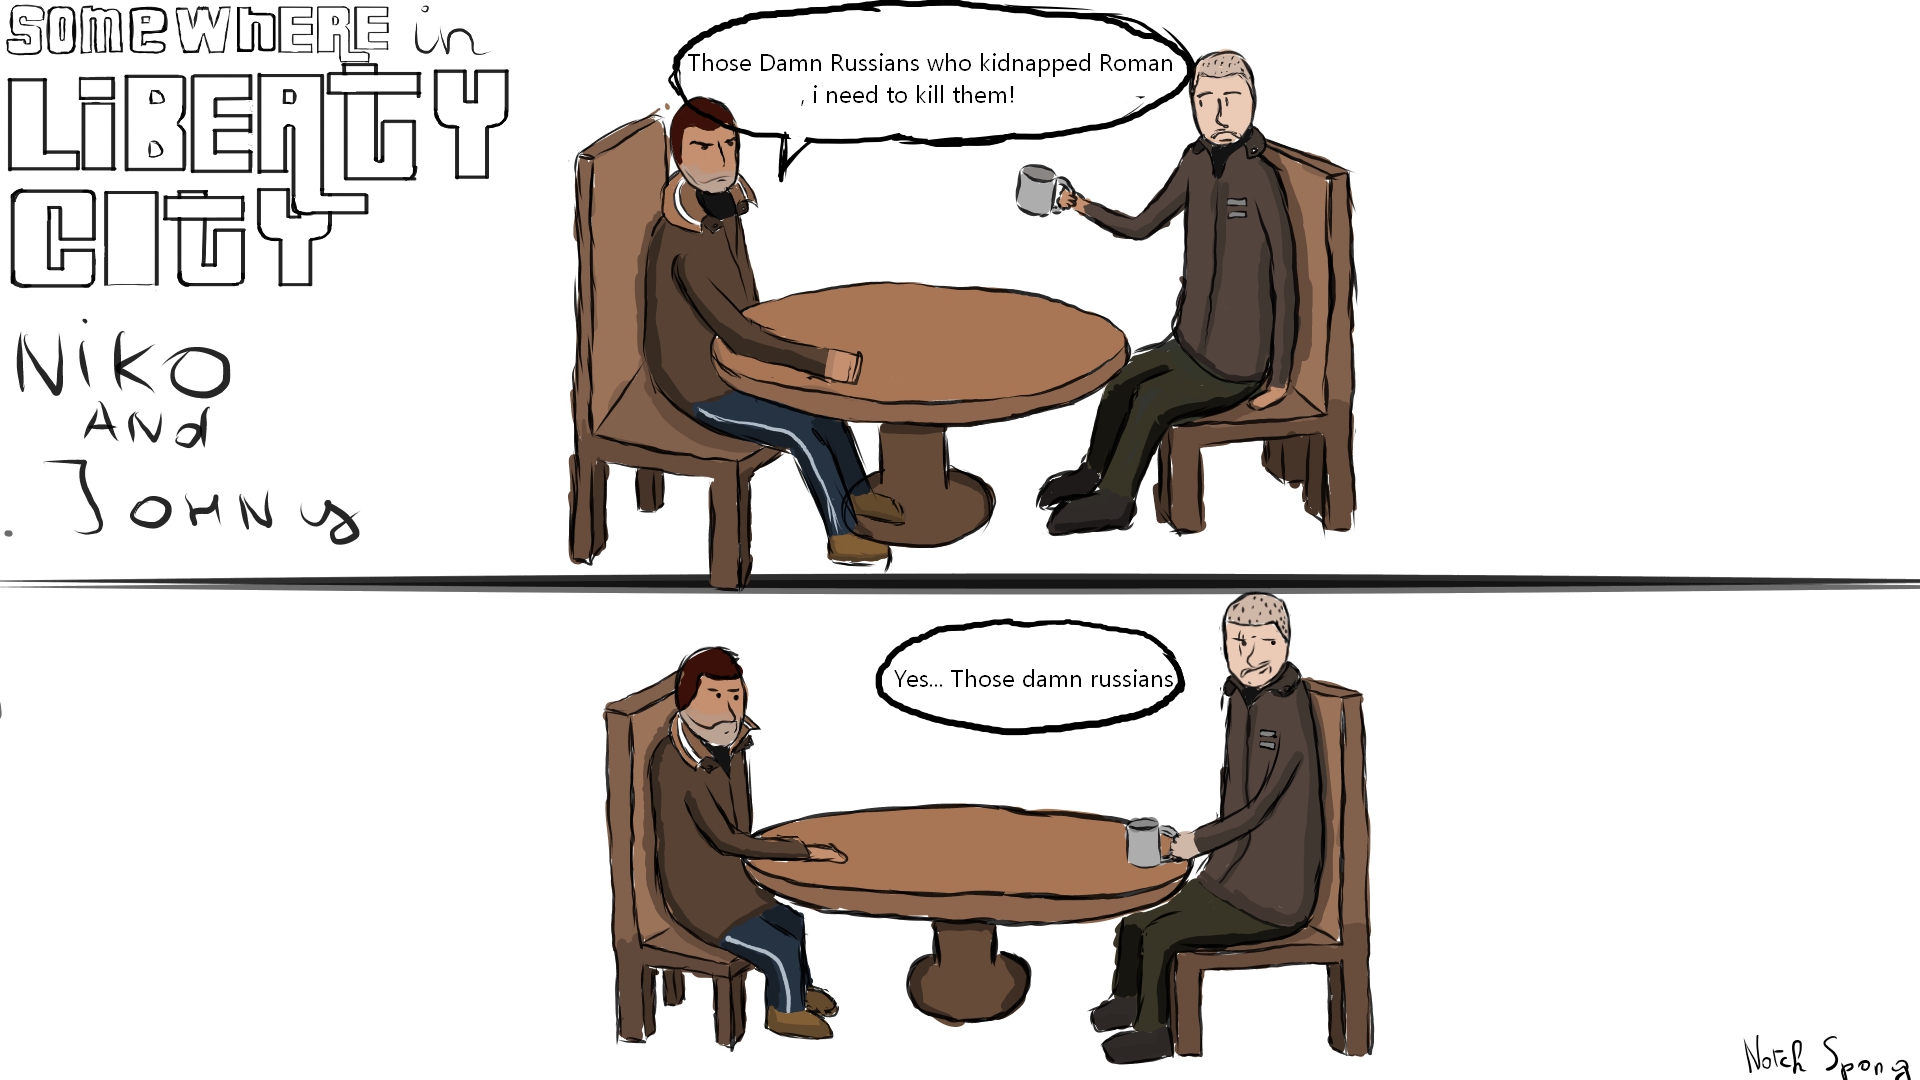 SOMEWHERE in
LiBERTY
CITY
NiKO
AND
JOHNy
Those Damn Russians who kidnapped Roman
, i need to kill them!
Yes... Those damn russians
Notch Spong